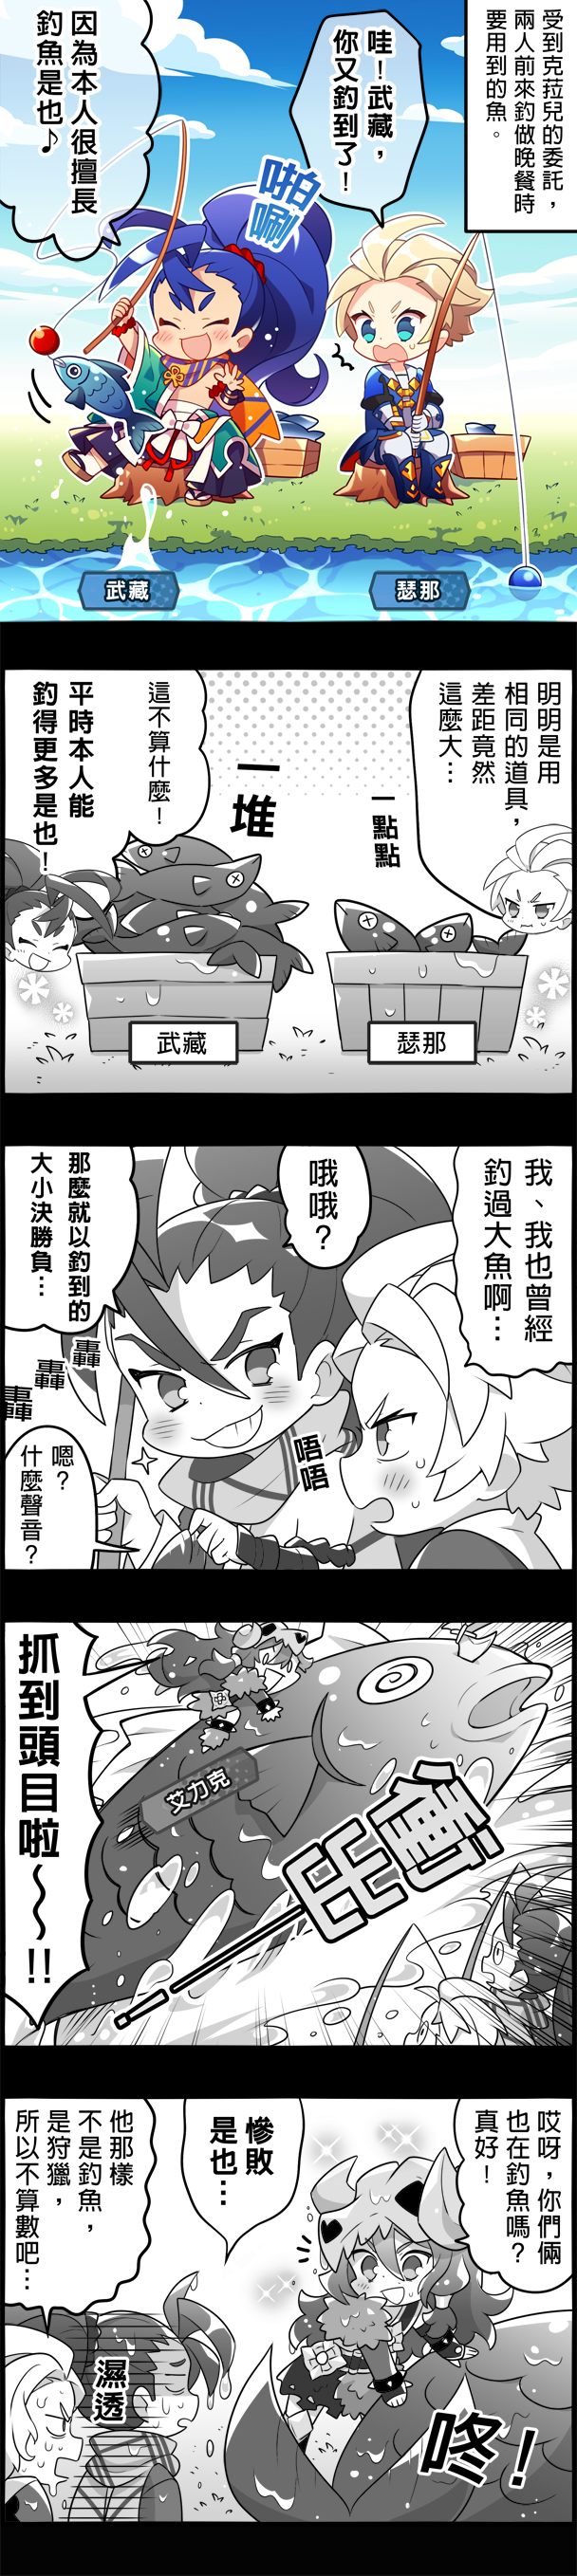 受到克拉兒的委託，
兩人前來釣做晚餐時
要用到的魚。
哇！武藏，
你又釣到了！
啪唰
因為本人很擅長
釣魚是也♪
武藏
瑟那
明明是用
相同的道具，
差距竟然
這麼大…
一點點
一堆
這不算什麼！
平時本人能
釣得更多是也！
武藏
瑟那
我、我也曾經
釣過大魚啊…
哦哦？
唔唔
那麼就以釣到的
大小決勝負…
轟
轟
轟
嗯？
什麼聲音？
抓到頭目啦～～!!
艾力克
衝出—！
哎呀，你們倆
也在釣魚嗎？
真好！
慘敗
是也…
他那樣
不是釣魚，
是狩獵，
所以不算數吧…
濕透
咚！